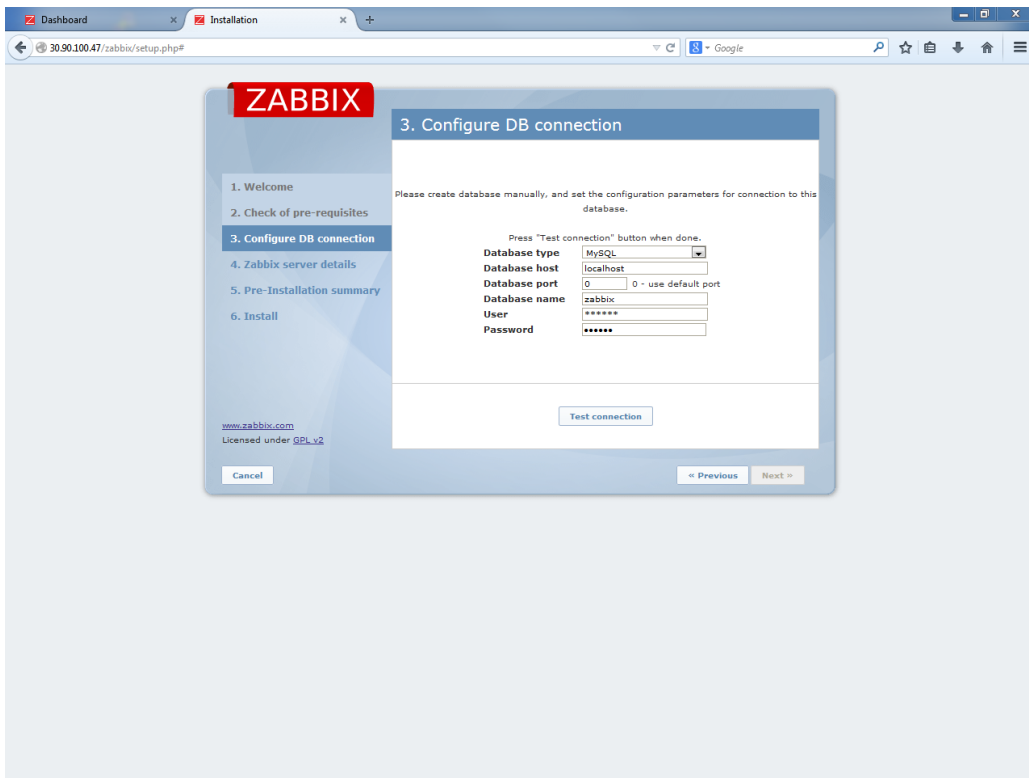 Dashboard
Installation
30.90.100.47/zabbix/setup.php#
Google
ZABBIX
3. Configure DB connection
1. Welcome
2. Check of pre-requisites
3. Configure DB connection
4. Zabbix server details
5. Pre-Installation summary
6. Install
Please create database manually, and set the configuration parameters for connection to this
database.
Press "Test connection" button when done.
Database type MySQL
Database host localhost
Database port 0 0 - use default port
Database name zabbix
User ******
Password ••••••
Test connection
www.zabbix.com
Licensed under GPL v2
Cancel
« Previous
Next »